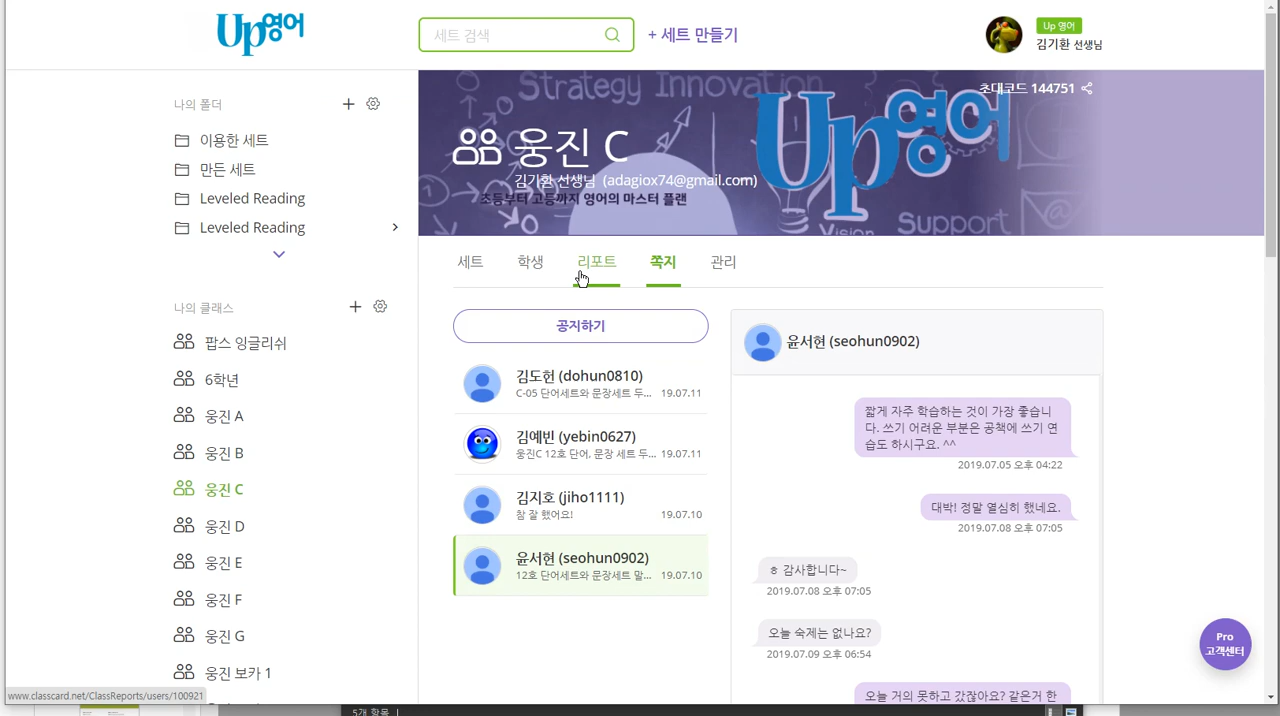 Up영어
세트 검색
+ 세트 만들기
Up 영어
김기환 선생님
나의 폴더
이용한 세트
만든 세트
Leveled Reading
Leveled Reading
나의 클래스
팝스 잉글리쉬
6학년
웅진 A
웅진 B
웅진 C
웅진 D
웅진 E
웅진 F
웅진 G
웅진 보카 1
Strategy Innovation
초대코드 144751
Up영어
웅진 C
김기환 선생님 (adagiox74@gmail.com)
초등부터 고등까지 영어의 마스터 플랜
Support
Vision
세트 학생 리포트 쪽지 관리
공지하기
김도헌 (dohun0810)
C-05 단어세트와 문장세트 두... 19.07.11
김예빈 (yebin0627)
웅진C 12호 단어, 문장 세트 두... 19.07.11
김지호 (jiho1111)
참 잘 했어요! 19.07.10
윤서현 (seohun0902)
12호 단어세트와 문장세트 말... 19.07.10
윤서현 (seohun0902)
짧게 자주 학습하는 것이 가장 좋습니
다. 쓰기 어려운 부분은 공책에 쓰기 연
습도 하시구요. ^^
2019.07.05 오후 04:22
대박! 정말 열심히 했네요.
2019.07.08 오후 07:05
ㅎ 감사합니다~
2019.07.08 오후 07:05
오늘 숙제는 없나요?
2019.07.09 오후 06:54
오늘 거의 못하고 갔잖아요? 같은거 한
Pro
고객센터
www.classcard.net/ClassReports/users/100921
5개 항목